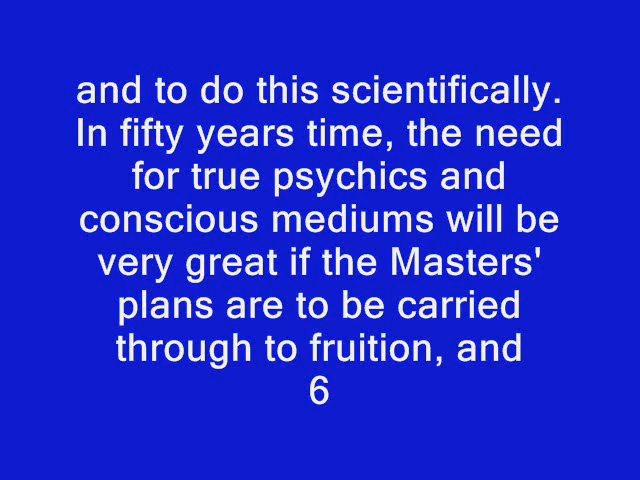 and to do this scientifically.
In fifty years time, the need
for true psychics and
conscious mediums will be
very great if the Masters'
plans are to be carried
through to fruition, and
6